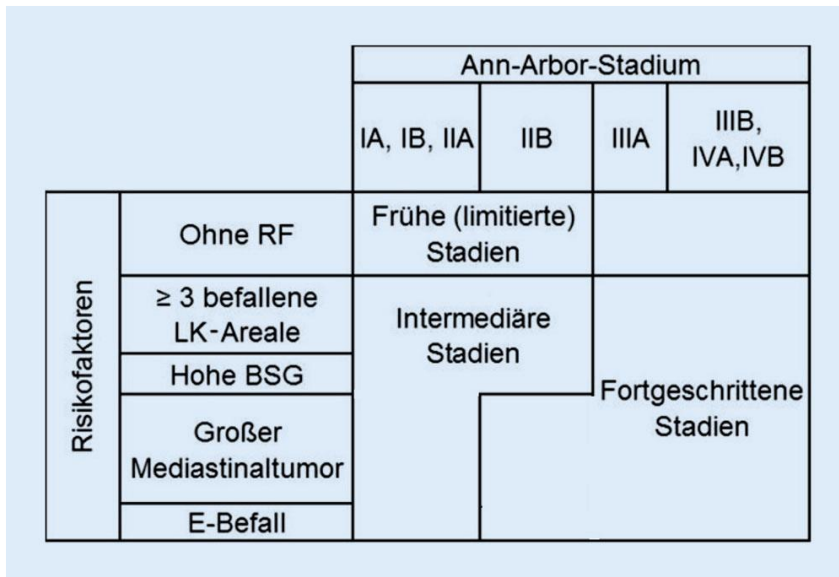 Ann-Arbor-Stadium
IA, IB, IIA
IIB
IIIA
IIIB,
IVA,IVB
Risikofaktoren
Ohne RF
Frühe (limitierte)
Stadien
≥ 3 befallene
LK-Areale
Intermediäre
Stadien
Hohe BSG
Fortgeschrittene
Stadien
Großer
Mediastinaltumor
E-Befall